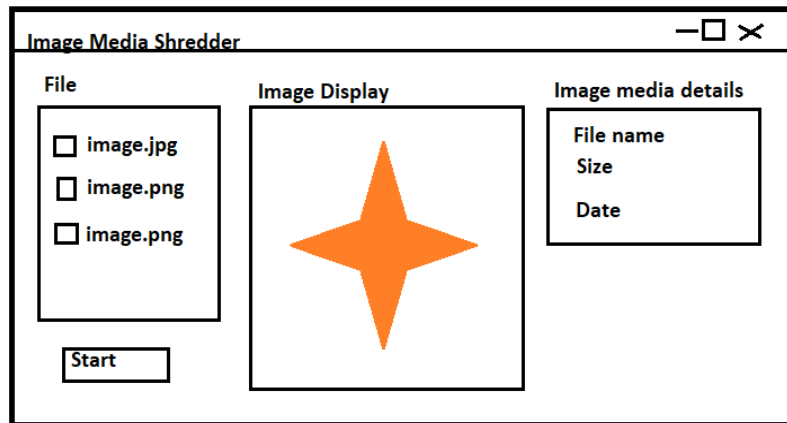 Image Media Shredder
File
image.jpg
image.png
image.png
Start
Image Display
Image media details
File name
Size
Date